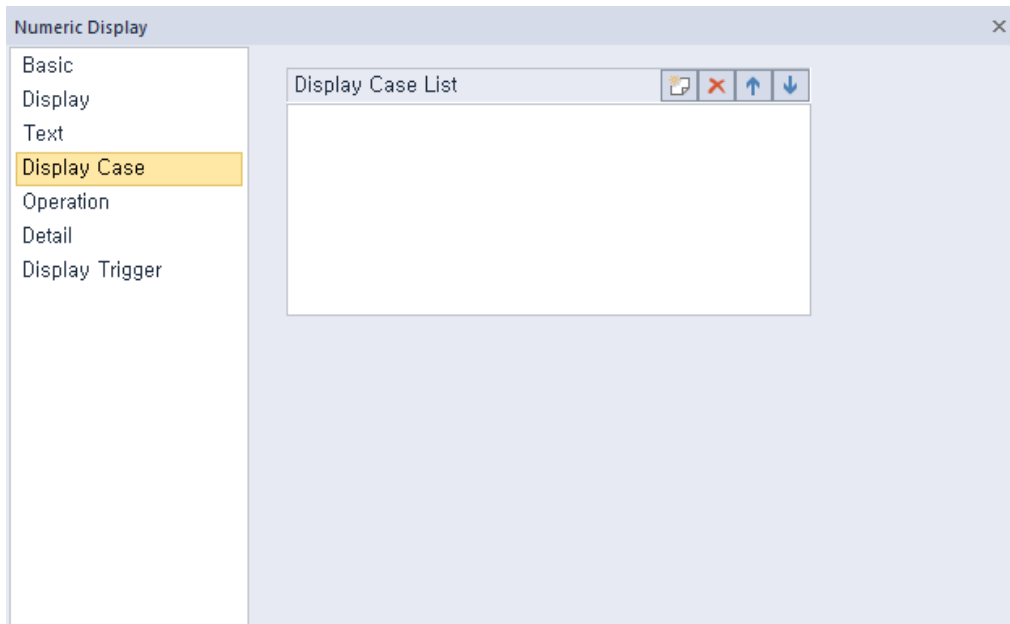 Numeric Display
Basic
Display
Text
Display Case
Operation
Detail
Display Trigger
Display Case List